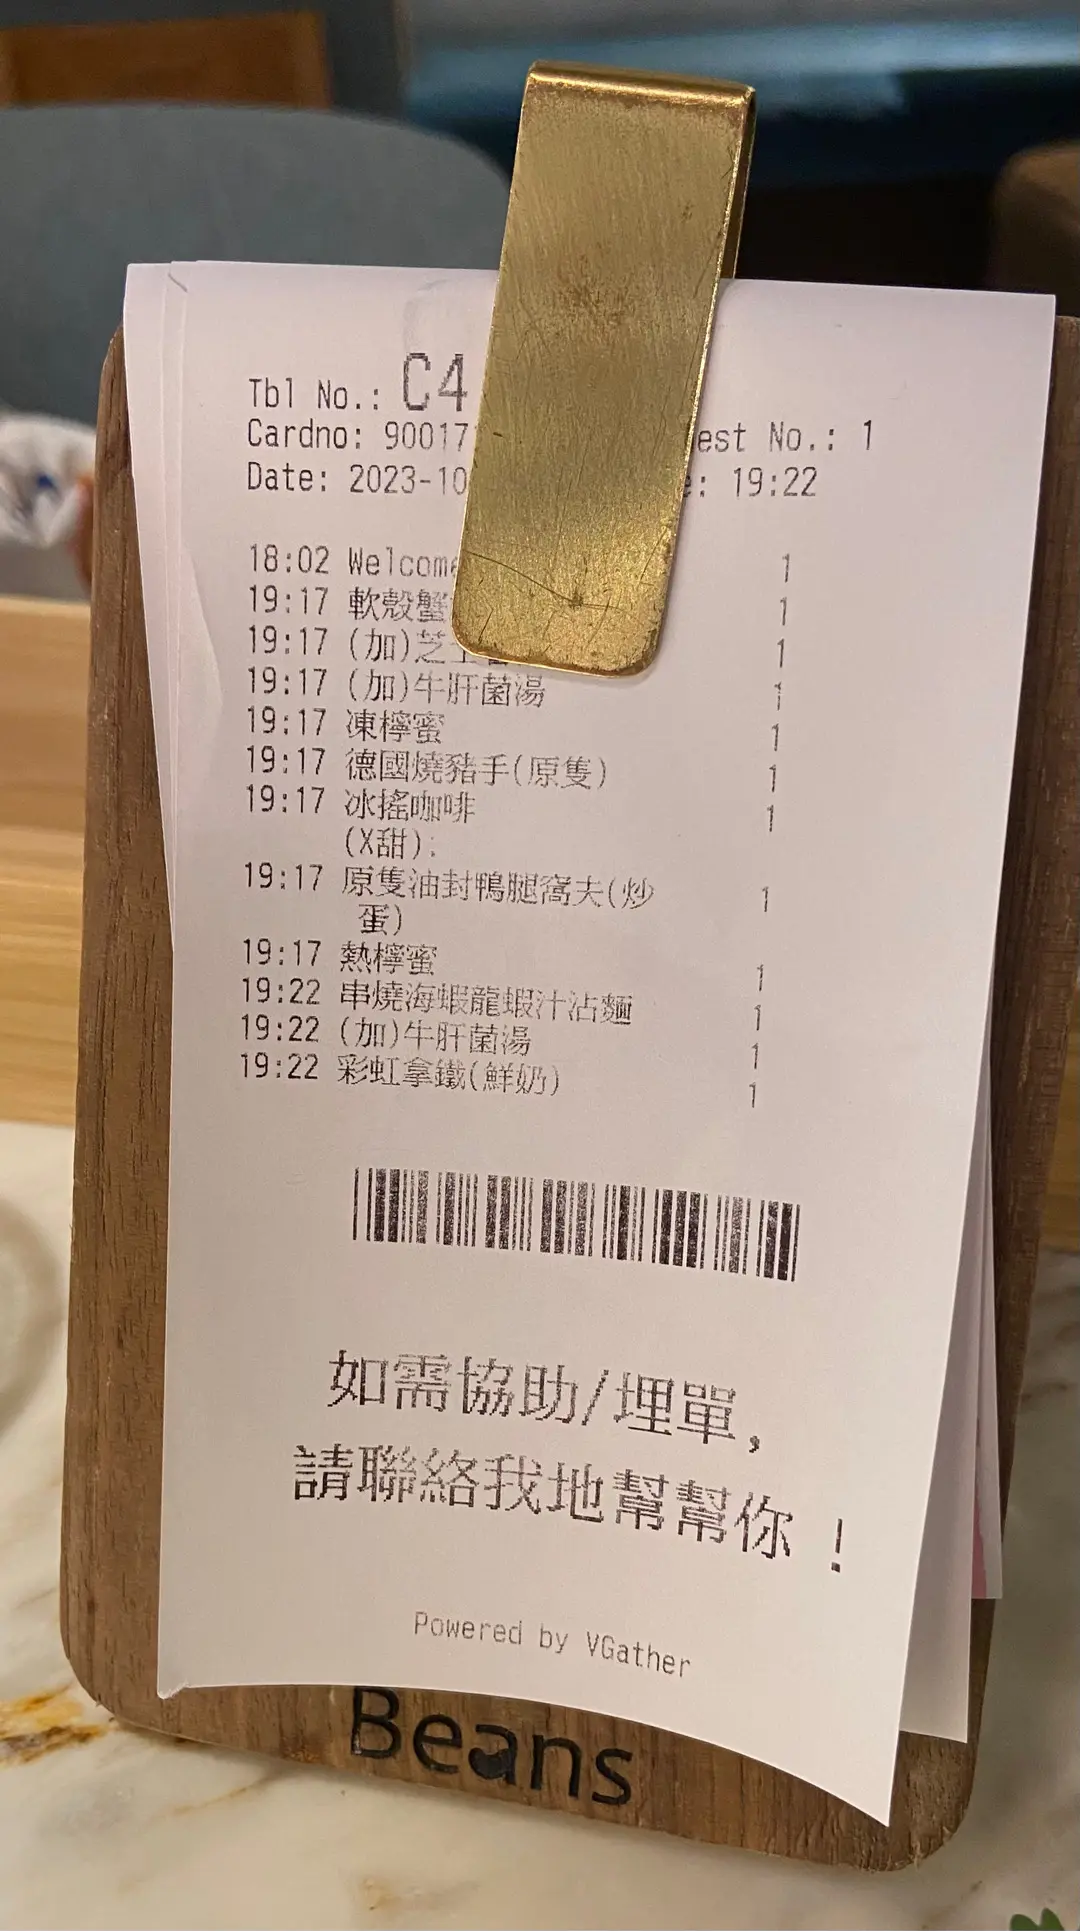 Tbl No.: C4
Cardno: 90017 est No.: 1
Date: 2023-10 e: 19:22
18:02 Welcome 1
19:17 軟殼蟹 1
19:17 (加)芝士 1
19:17 (加)牛肝菌湯 1
19:17 凍檸蜜 1
19:17 德國燒豬手(原隻) 1
19:17 冰搖咖啡 1
(X甜):
19:17 原隻油封鴨腿窩夫(炒 1
蛋)
19:17 熱檸蜜 1
19:22 串燒海蝦龍蝦汁沾麵 1
19:22 (加)牛肝菌湯 1
19:22 彩虹拿鐵(鮮奶) 1
如需協助/埋單,
請聯絡我地幫幫你！
Powered by VGather
Beans